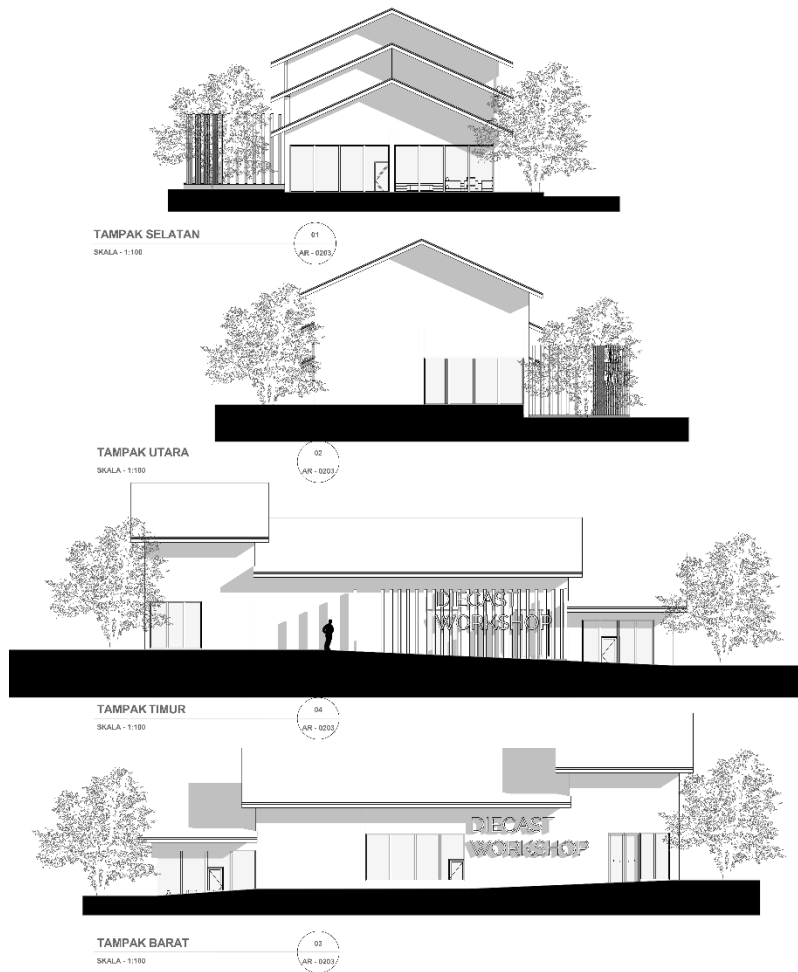 TAMPAK SELATAN
SKALA - 1:100
01
AR - 0203
TAMPAK UTARA
SKALA - 1:100
02
AR - 0203
DIECAST
WORKSHOP
TAMPAK TIMUR
SKALA - 1:100
04
AR - 0203
DIECAST
WORKSHOP
TAMPAK BARAT
SKALA - 1:100
03
AR - 0203